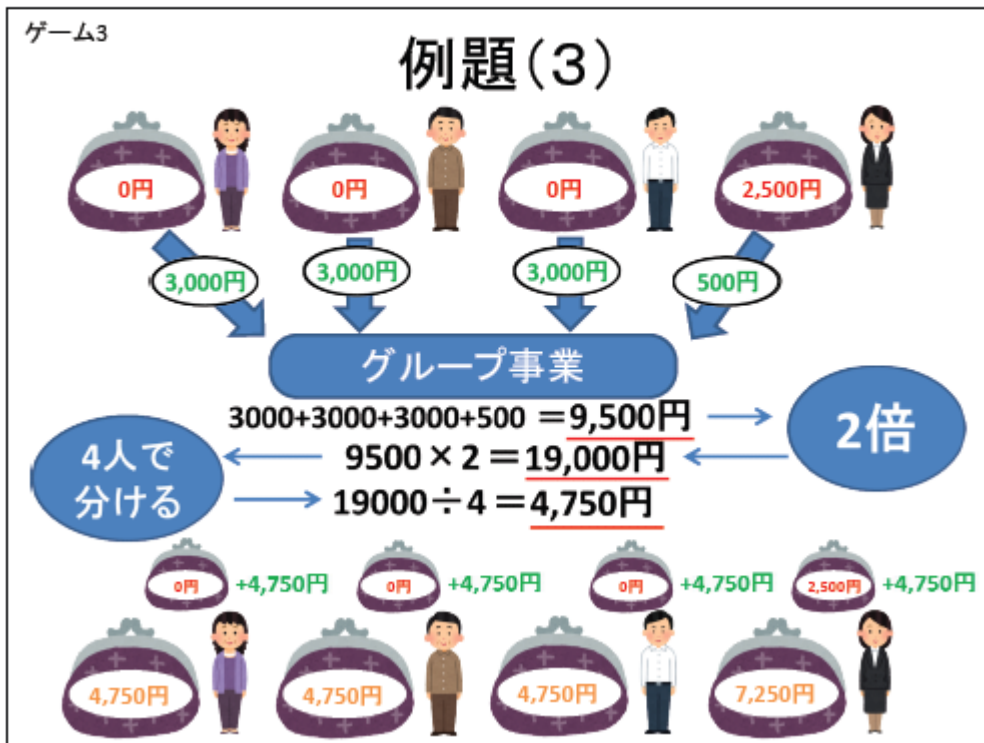 ゲーム3
例題（3）
0円
0円
0円
2,500円
3,000円
3,000円
3,000円
500円
グループ事業
3000+3000+3000+500 ＝9,500円
2倍
4人で
分ける
9500×2＝19,000円
19000÷4＝4,750円
0円 +4,750円
0円 +4,750円
0円 +4,750円
2,500円 +4,750円
4,750円
4,750円
4,750円
7,250円